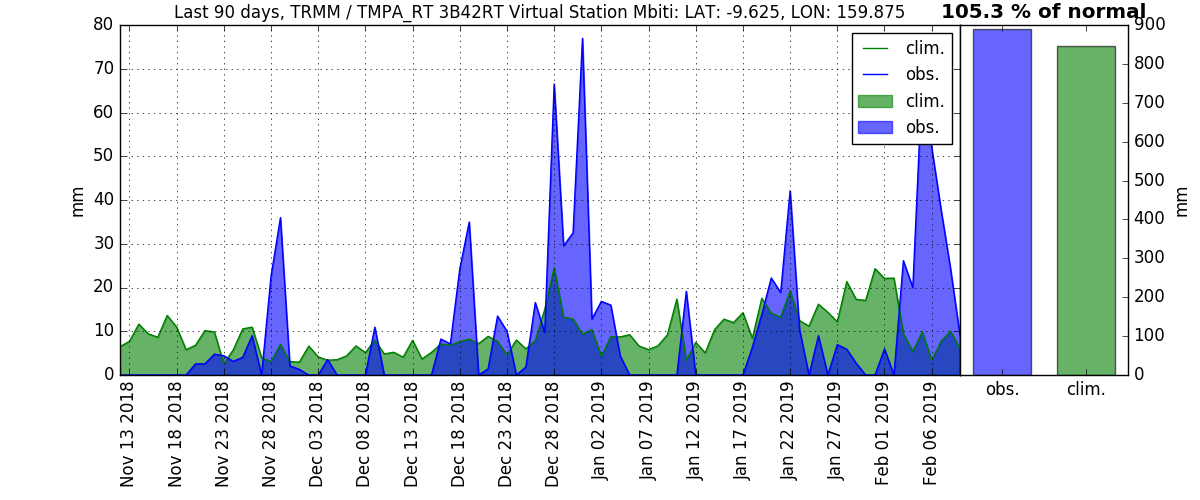 Last 90 days, TRMM / TMPA_RT 3B42RT Virtual Station Mbiti: LAT: -9.625, LON: 159.875
105.3 % of normal
80
70
60
50
40
30
20
10
0
mm
clim.
obs.
clim.
obs.
900
800
700
600
500
400
300
200
100
0
mm
obs.
clim.
Nov 13 2018
Nov 18 2018
Nov 23 2018
Nov 28 2018
Dec 03 2018
Dec 08 2018
Dec 13 2018
Dec 18 2018
Dec 23 2018
Dec 28 2018
Jan 02 2019
Jan 07 2019
Jan 12 2019
Jan 17 2019
Jan 22 2019
Jan 27 2019
Feb 01 2019
Feb 06 2019